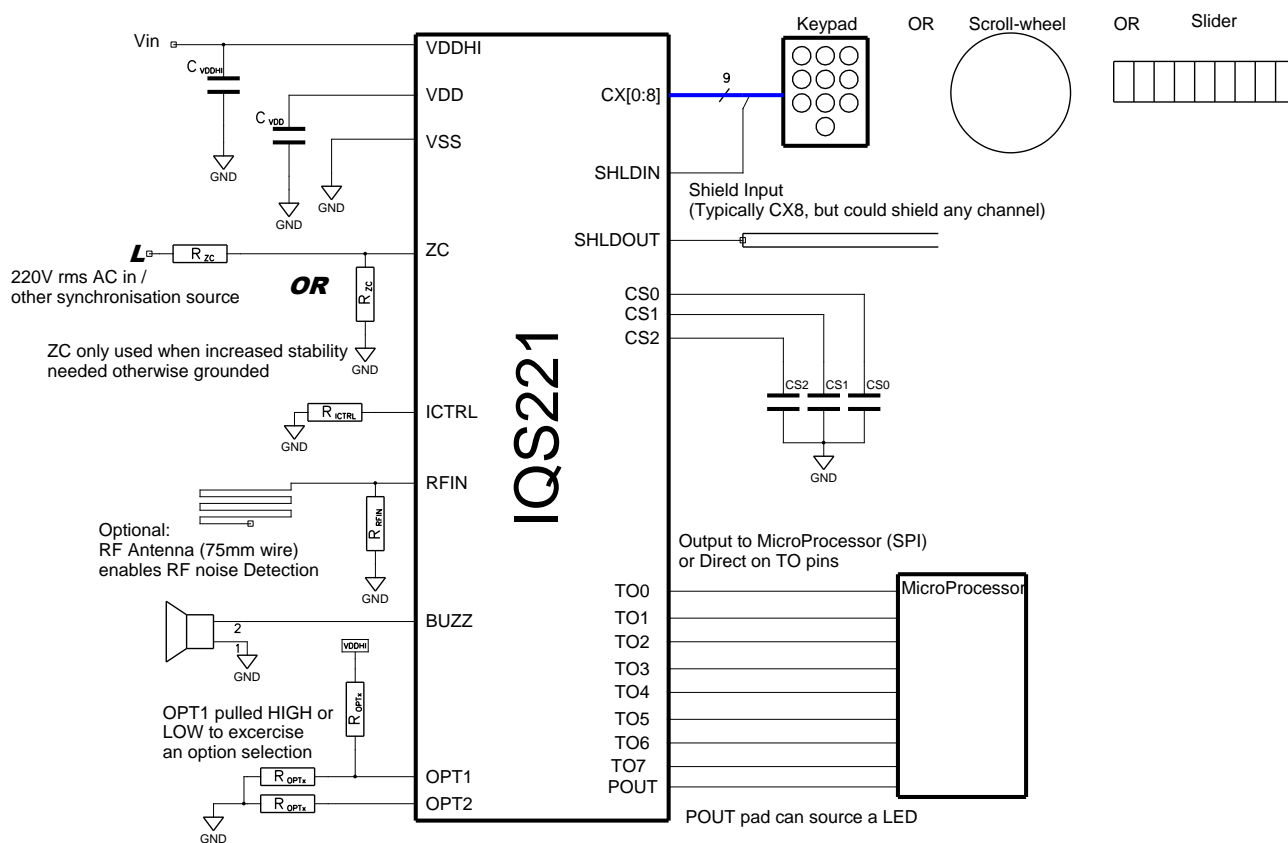 Keypad
OR
Scroll-wheel
OR
Slider
Vin
VDDHI
C VDDHI
GND
VDD
C VDD
GND
VSS
GND
CX[0:8]
9
SHLDIN
Shield Input
(Typically CX8, but could shield any channel)
SHLDOUT
L
R ZC
ZC
220V rms AC in /
other synchronisation source
OR
R ZC
GND
ZC only used when increased stability
needed otherwise grounded
CS0
CS1
CS2
CS2
CS1
CS0
GND
IQS221
ICTRL
R ICTRL
GND
RFIN
R RFIN
GND
Optional:
RF Antenna (75mm wire)
enables RF noise Detection
BUZZ
2
1
GND
VDDHI
R OPTx
OPT1 pulled HIGH or
LOW to excercise
an option selection
R OPTx
OPT1
R OPTx
OPT2
GND
Output to MicroProcessor (SPI)
or Direct on TO pins
MicroProcessor
TO0
TO1
TO2
TO3
TO4
TO5
TO6
TO7
POUT
POUT pad can source a LED